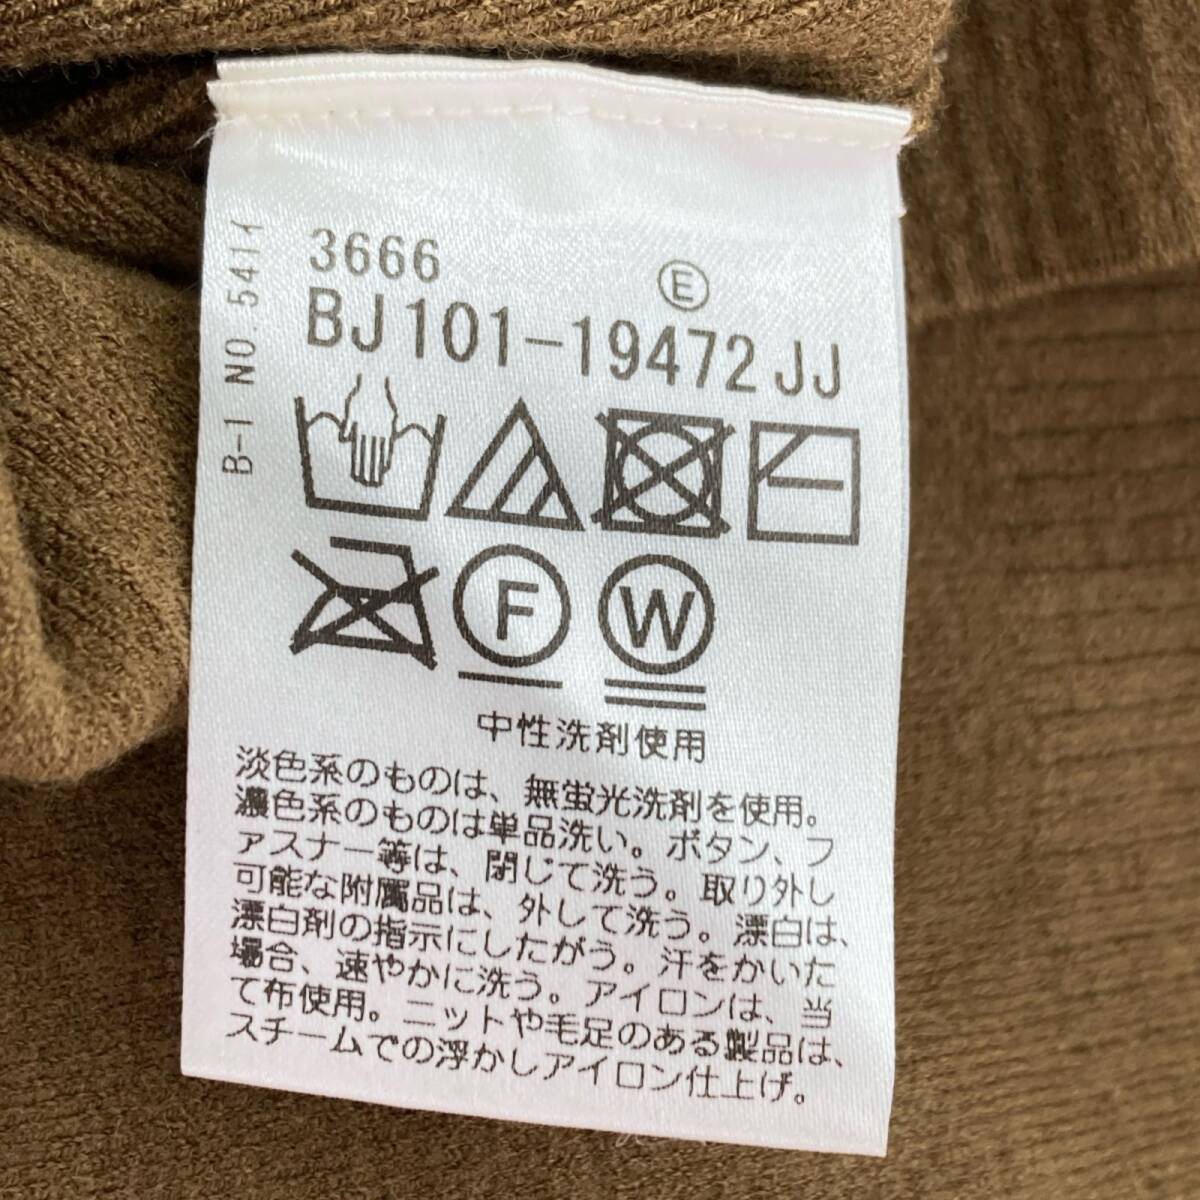 3666
Ⓔ
BJ101-19472JJ
B-1 NO.541イ
F
W
中性洗剤使用
淡色系のものは、無蛍光洗剤を使用。
濃色系のものは単品洗い。ボタン、フ
ァスナー等は、閉じて洗う。取り外し
可能な附属品は、外して洗う。漂白は、
漂白剤の指示にしたがう。汗をかいた
場合、速やかに洗う。アイロンは、当
て布使用。ニットや毛足のある製品は、
スチームでの浮かしアイロン仕上げ。